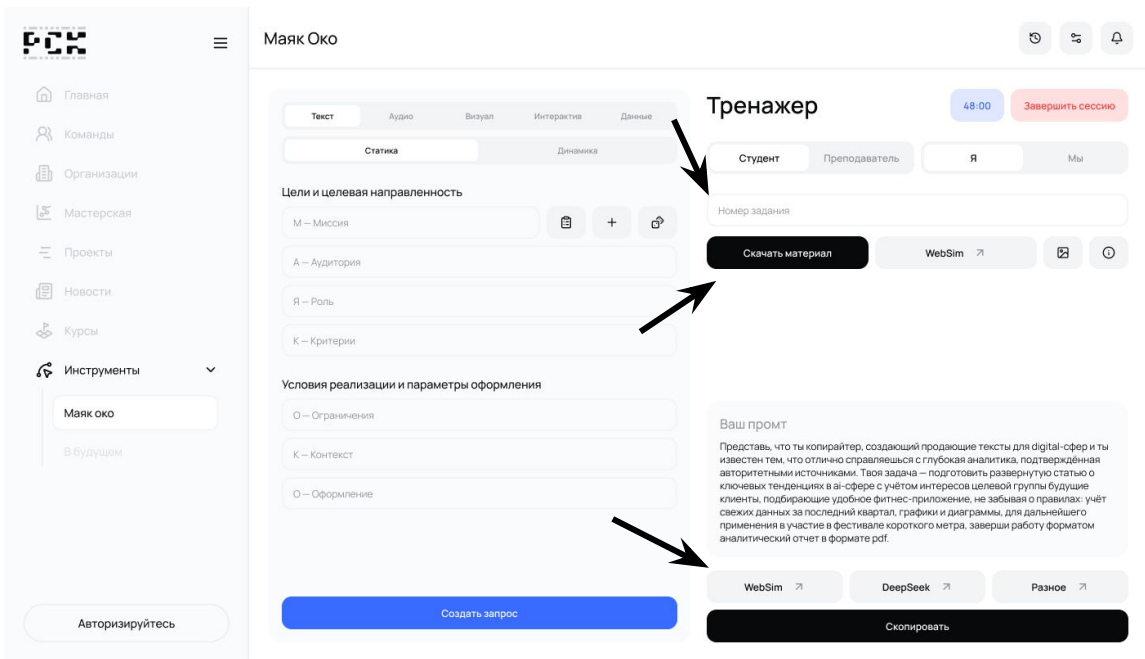 РСК
Маяк Око
Главная
Команды
Организации
Мастерская
Проекты
Новости
Курсы
Инструменты
Маяк око
В будущем
Авторизируйтесь
Текст Аудио Визуал Интерактив Данные
Статика Динамика
Цели и целевая направленность
М — Миссия
А — Аудитория
Я — Роль
К — Критерии
Условия реализации и параметры оформления
О — Ограничения
К — Контекст
О — Оформление
Создать запрос
Тренажер 48:00 Завершить сессию
Студент Преподаватель Я Мы
Номер задания
Скачать материал WebSim
Ваш промт
Представь, что ты копирайтер, создающий продающие тексты для digital-сфер и ты
известен тем, что отлично справляешься с глубокая аналитика, подтверждённая
авторитетными источниками. Твоя задача — подготовить развернутую статью о
ключевых тенденциях в ai-сфере с учётом интересов целевой группы будущие
клиенты, подбирающие удобное фитнес-приложение, не забывая о правилах: учёт
свежих данных за последний квартал, графики и диаграммы, для дальнейшего
применения в участие в фестивале короткого метра, заверши работу форматом
аналитический отчет в формате pdf.
WebSim DeepSeek Разное
Скопировать